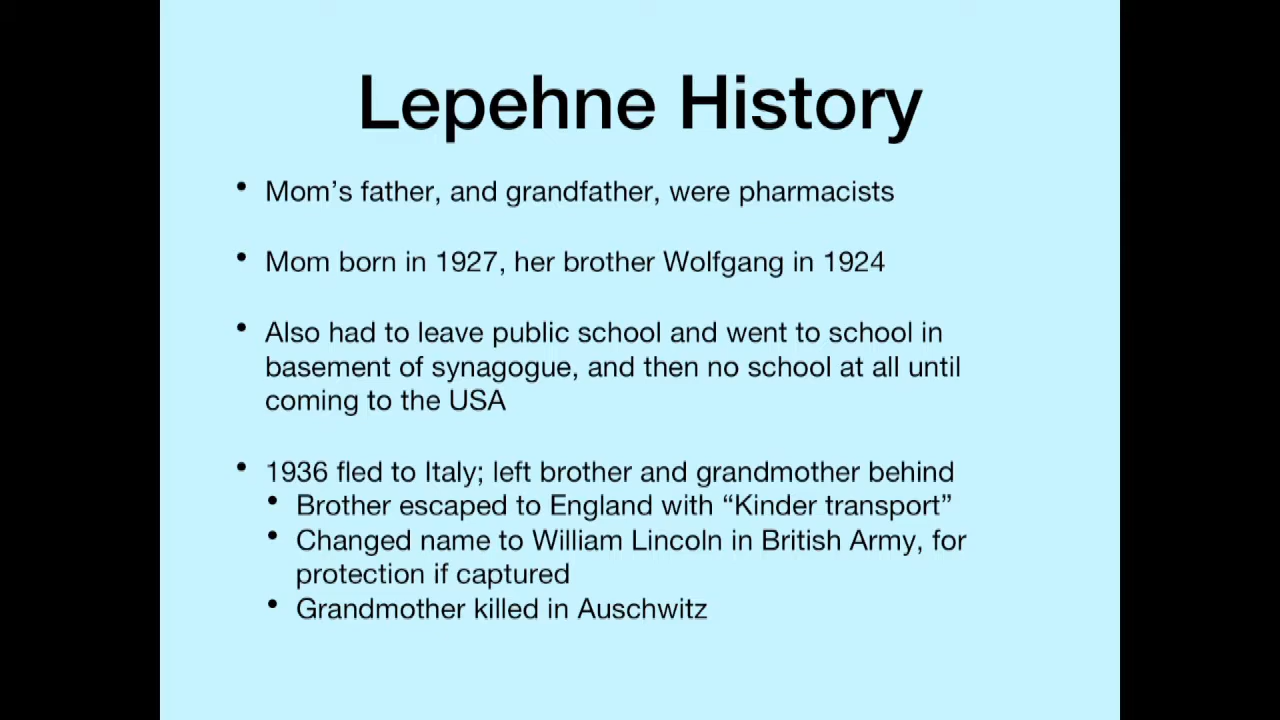 Lepehne History
• Mom’s father, and grandfather, were pharmacists
• Mom born in 1927, her brother Wolfgang in 1924
• Also had to leave public school and went to school in
basement of synagogue, and then no school at all until
coming to the USA
• 1936 fled to Italy; left brother and grandmother behind
• Brother escaped to England with “Kinder transport”
• Changed name to William Lincoln in British Army, for
protection if captured
• Grandmother killed in Auschwitz